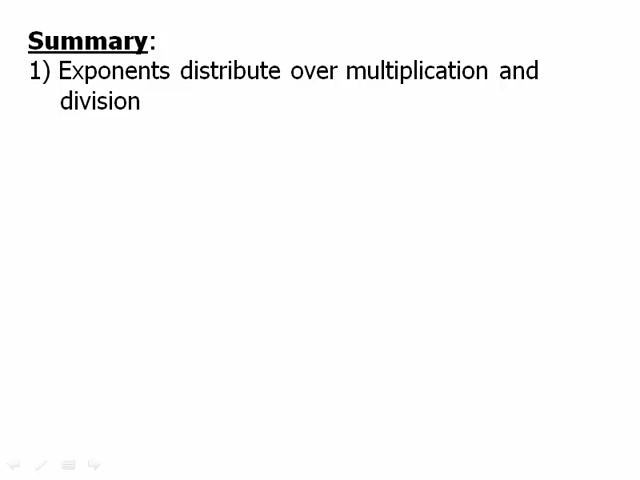 Summary:
1) Exponents distribute over multiplication and
division